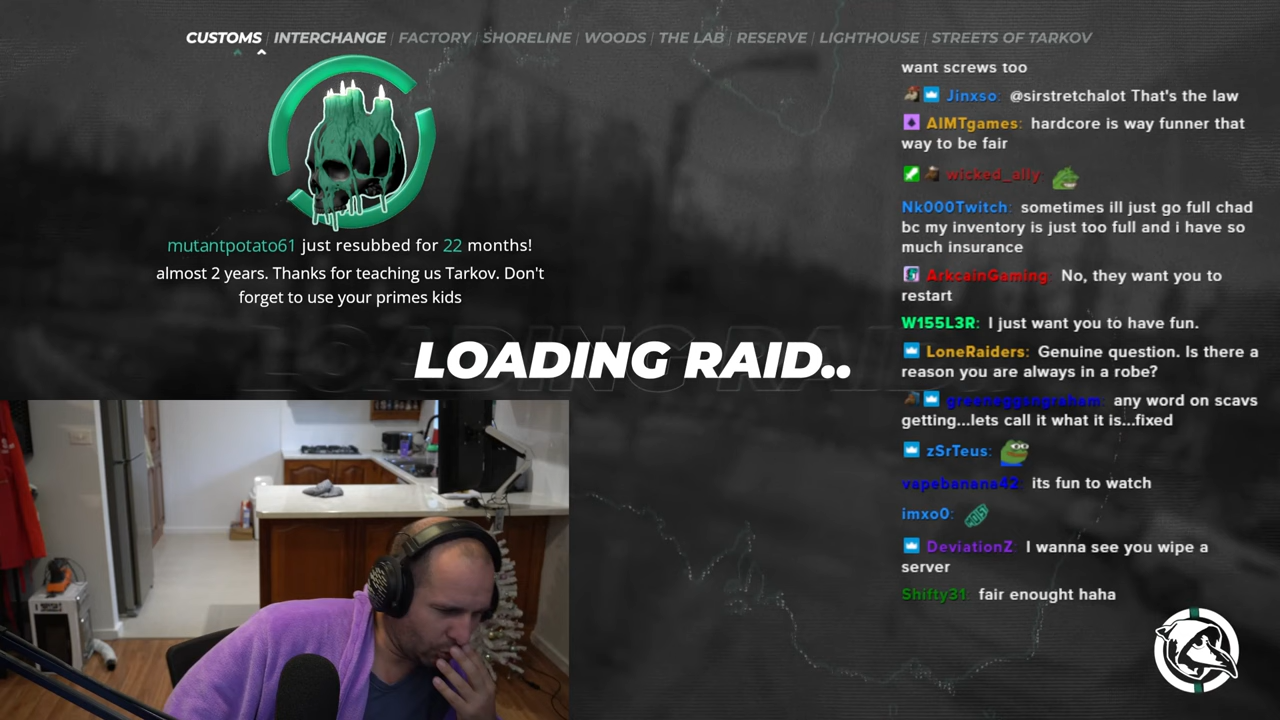 CUSTOMS | INTERCHANGE | FACTORY | SHORELINE | WOODS | THE LAB | RESERVE | LIGHTHOUSE | STREETS OF TARKOV
mutantpotato61 just resubbed for 22 months!
almost 2 years. Thanks for teaching us Tarkov. Don't
forget to use your primes kids
LOADING RAID..
want screws too
Jinxso: @sirstretchalot That's the law
AIMTgames: hardcore is way funner that
way to be fair
wicked_ally:
Nk000Twitch: sometimes ill just go full chad
bc my inventory is just too full and i have so
much insurance
ArkcainGaming: No, they want you to
restart
W155L3R: I just want you to have fun.
LoneRaiders: Genuine question. Is there a
reason you are always in a robe?
greeneggsngraham: any word on scavs
getting...lets call it what it is...fixed
zSrTeus:
vapebanana42: its fun to watch
imxo0:
DeviationZ: I wanna see you wipe a
server
Shifty31: fair enought haha